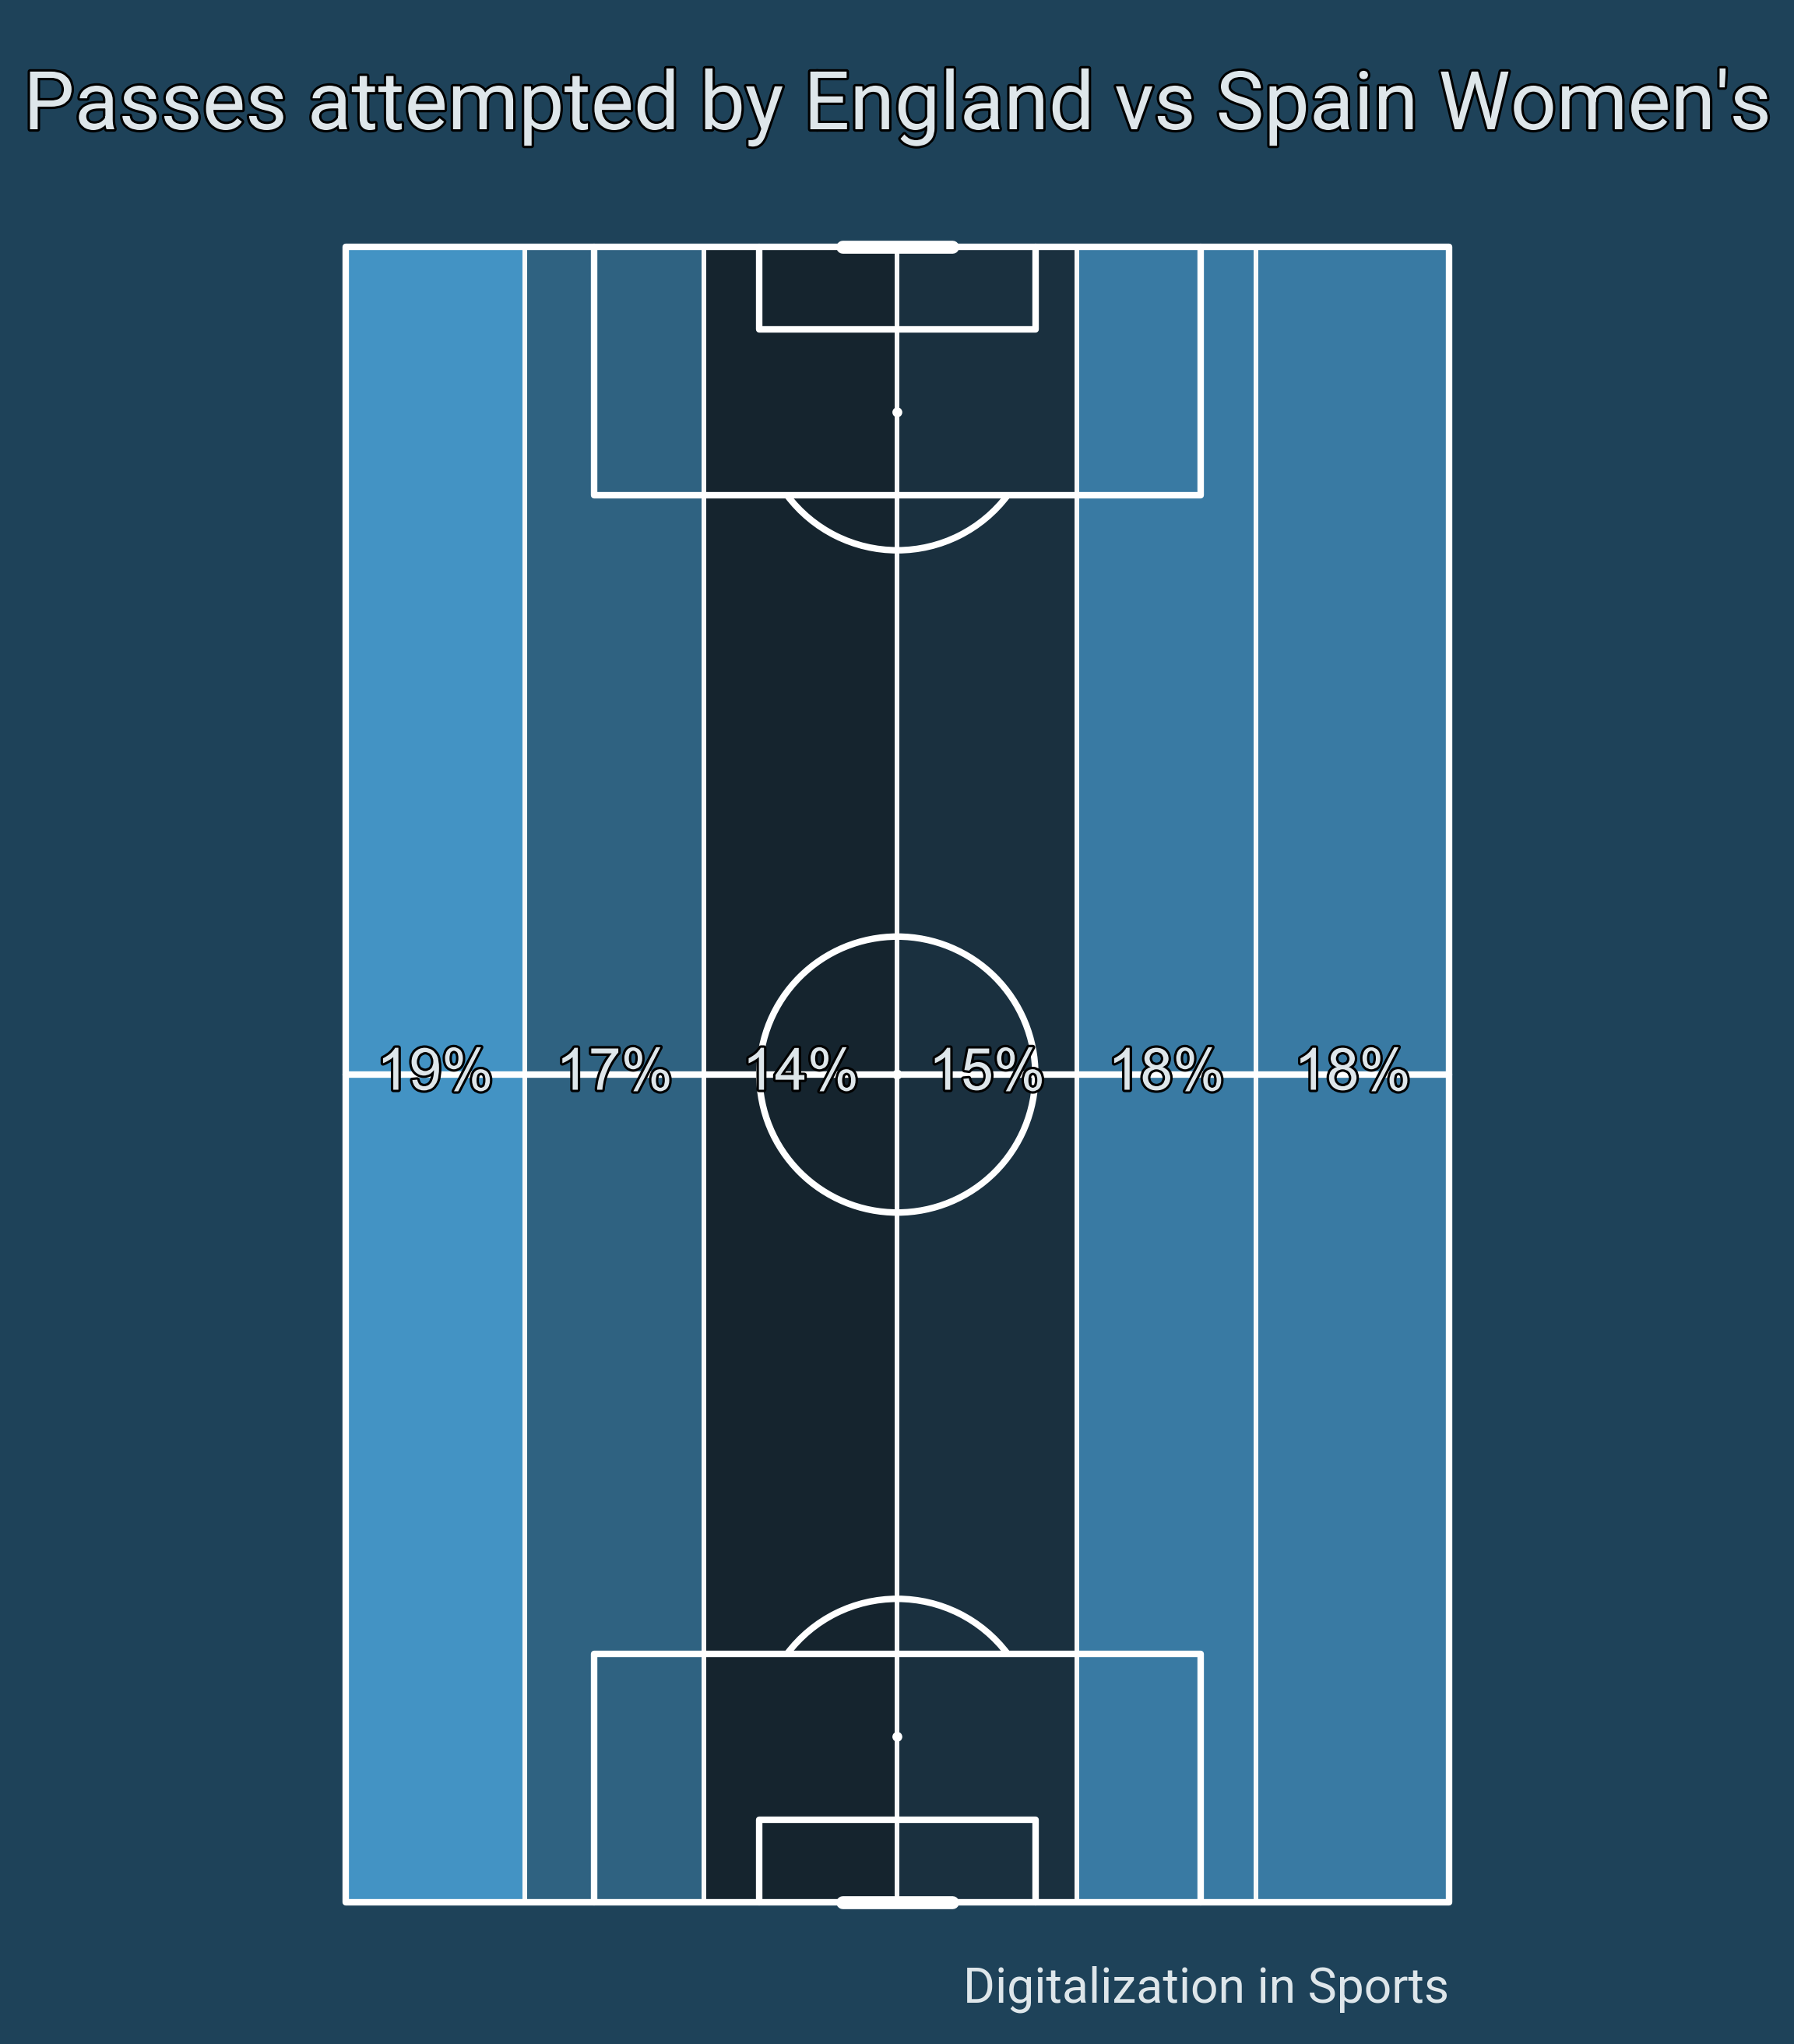 Passes attempted by England vs Spain Women's
19% 17% 14% 15% 18% 18%
Digitalization in Sports